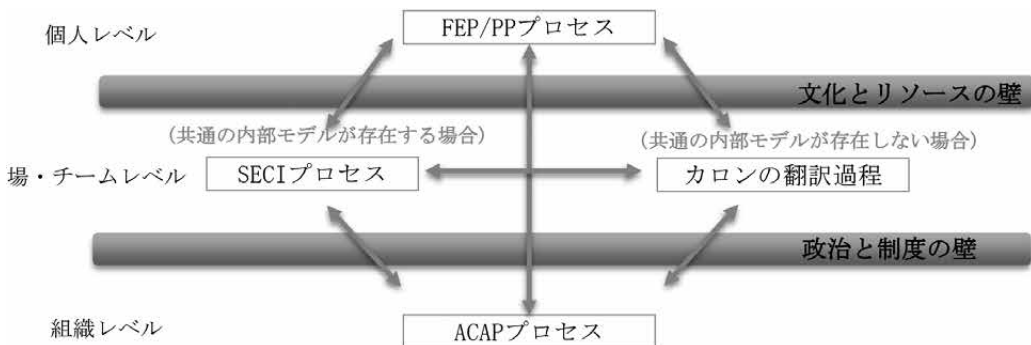 個人レベル
FEP/PPプロセス
文化とリソースの壁
(共通の内部モデルが存在する場合)
(共通の内部モデルが存在しない場合)
場・チームレベル
SECIプロセス
カロンの翻訳過程
政治と制度の壁
組織レベル
ACAPプロセス